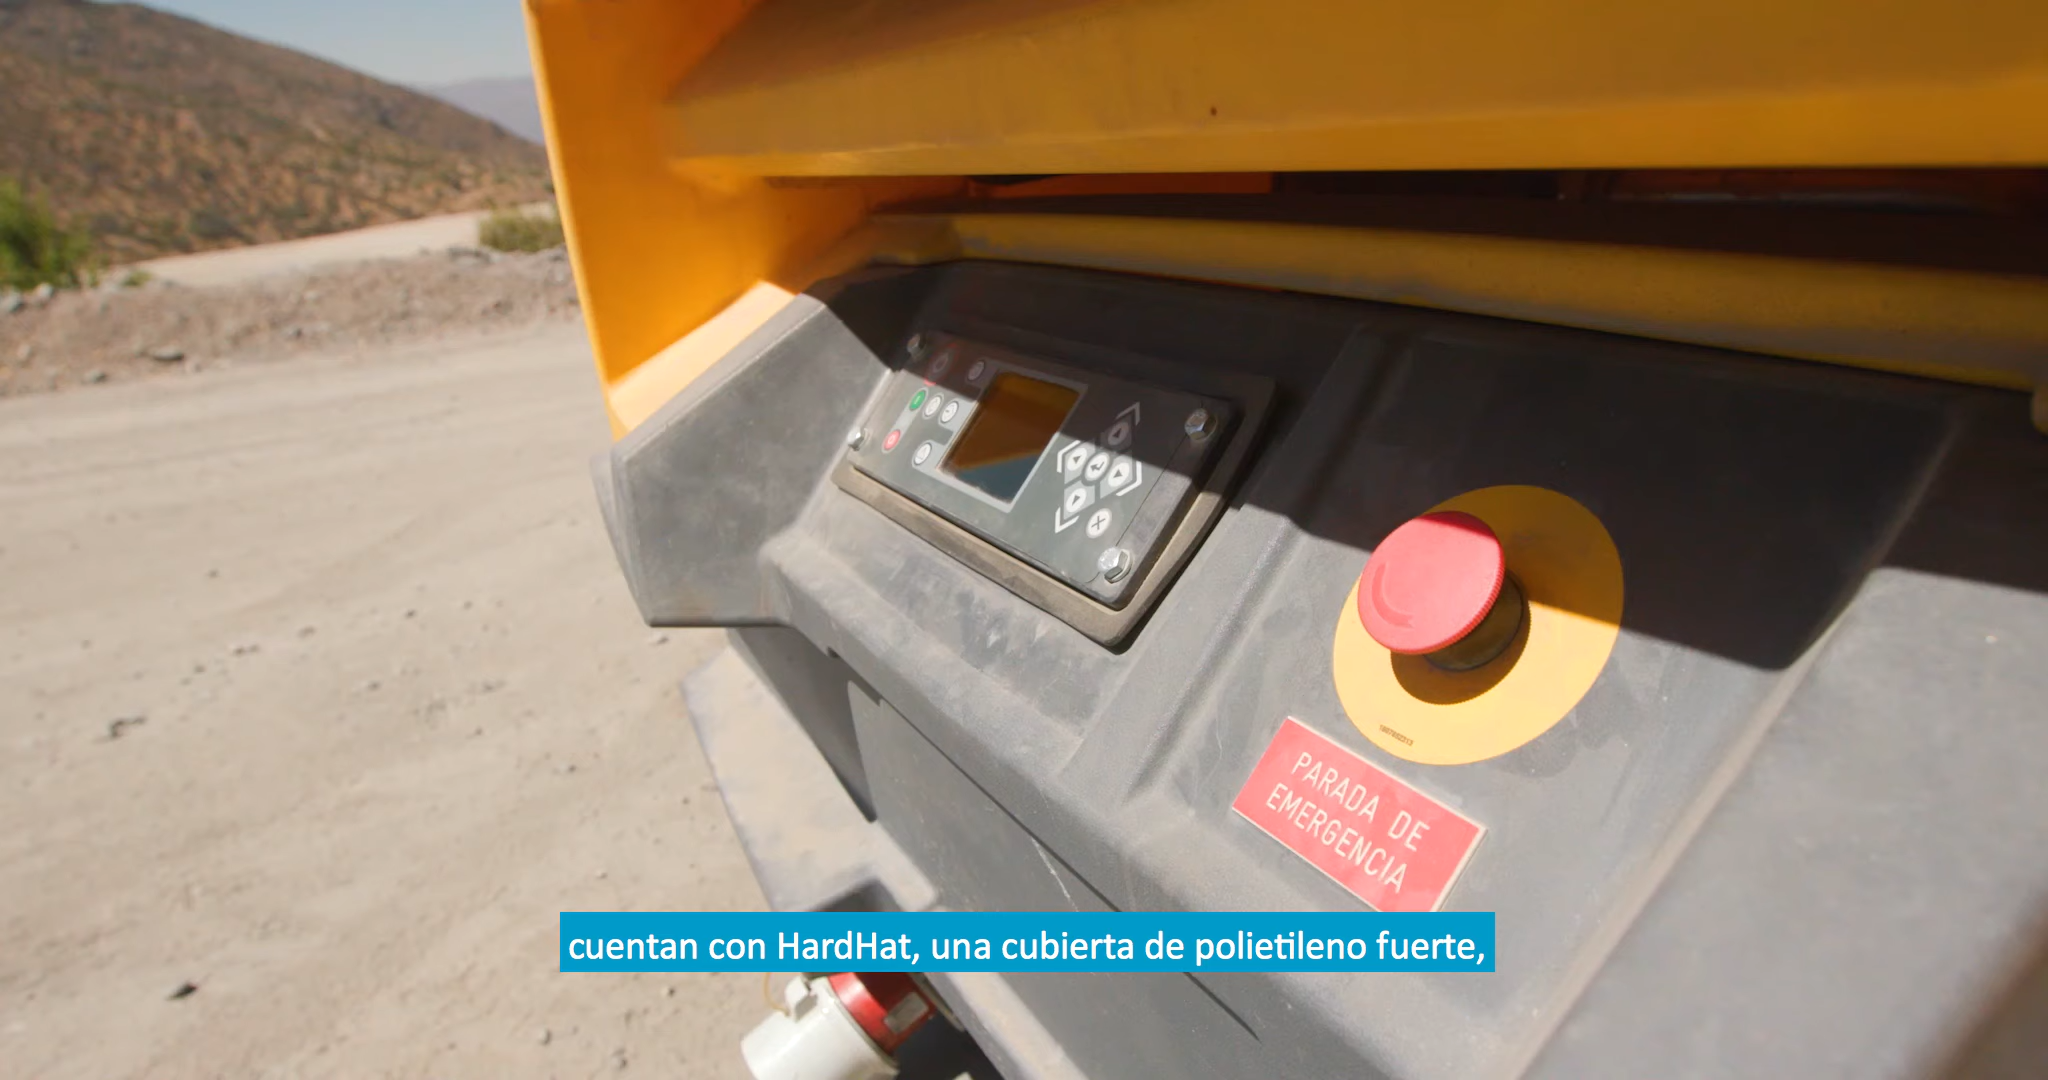 PARADA DE
EMERGENCIA
cuentan con HardHat, una cubierta de polietileno fuerte,